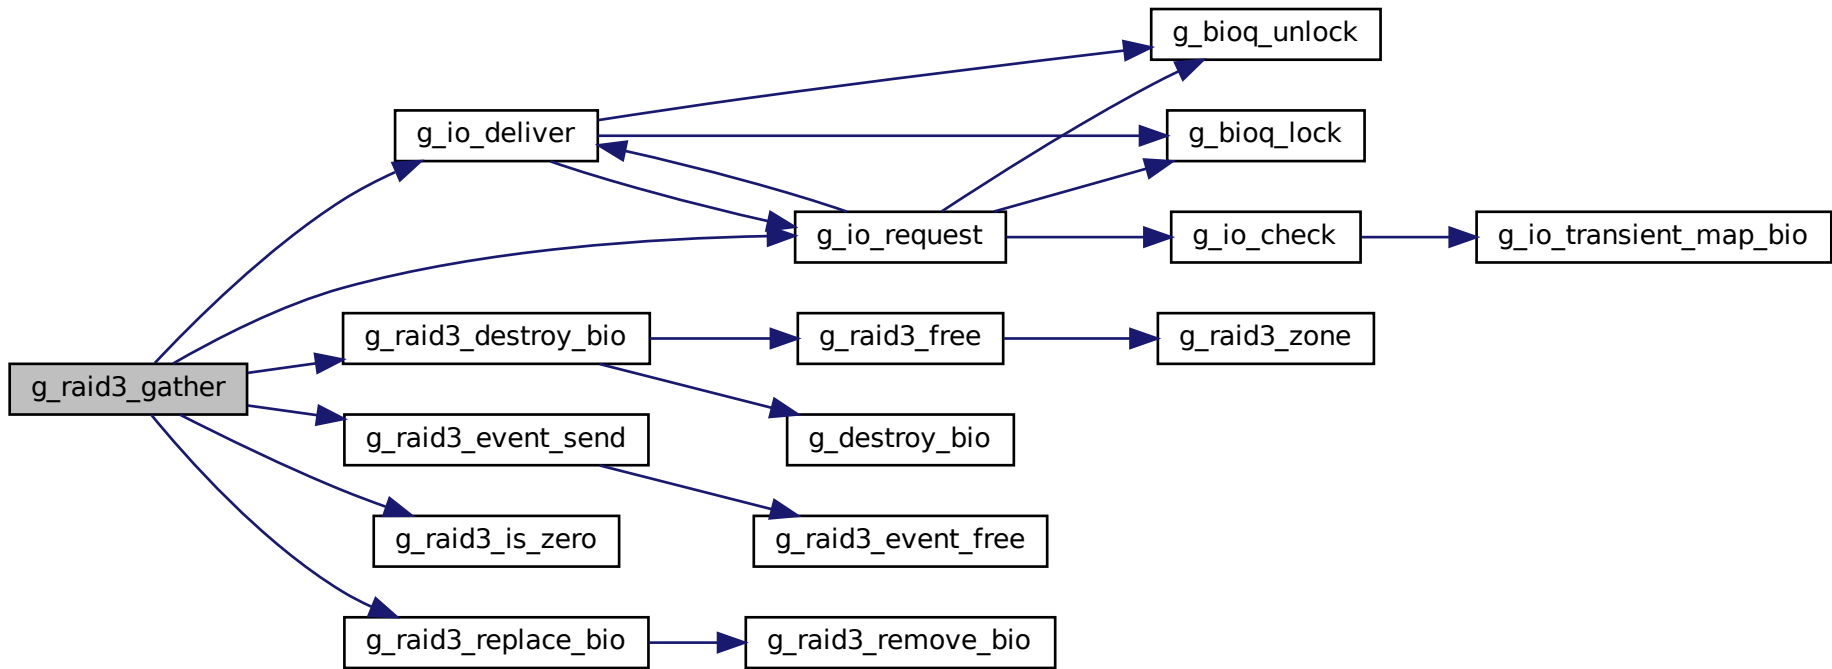 g_bioq_unlock
g_io_deliver
g_bioq_lock
g_io_request
g_io_check
g_io_transient_map_bio
g_raid3_destroy_bio
g_raid3_free
g_raid3_zone
g_raid3_gather
g_raid3_event_send
g_destroy_bio
g_raid3_is_zero
g_raid3_event_free
g_raid3_replace_bio
g_raid3_remove_bio